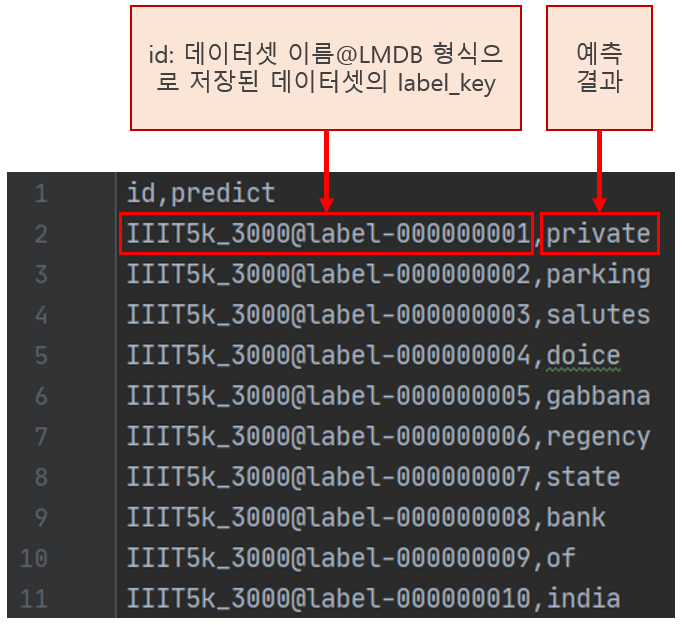 id: 데이터셋 이름@LMDB 형식으
로 저장된 데이터셋의 label_key
예측
결과
1 id,predict
2 IIIT5k_3000@label-000000001,private
3 IIIT5k_3000@label-000000002,parking
4 IIIT5k_3000@label-000000003,salutes
5 IIIT5k_3000@label-000000004,doice
6 IIIT5k_3000@label-000000005,gabbana
7 IIIT5k_3000@label-000000006,regency
8 IIIT5k_3000@label-000000007,state
9 IIIT5k_3000@label-000000008,bank
10 IIIT5k_3000@label-000000009,of
11 IIIT5k_3000@label-000000010,india